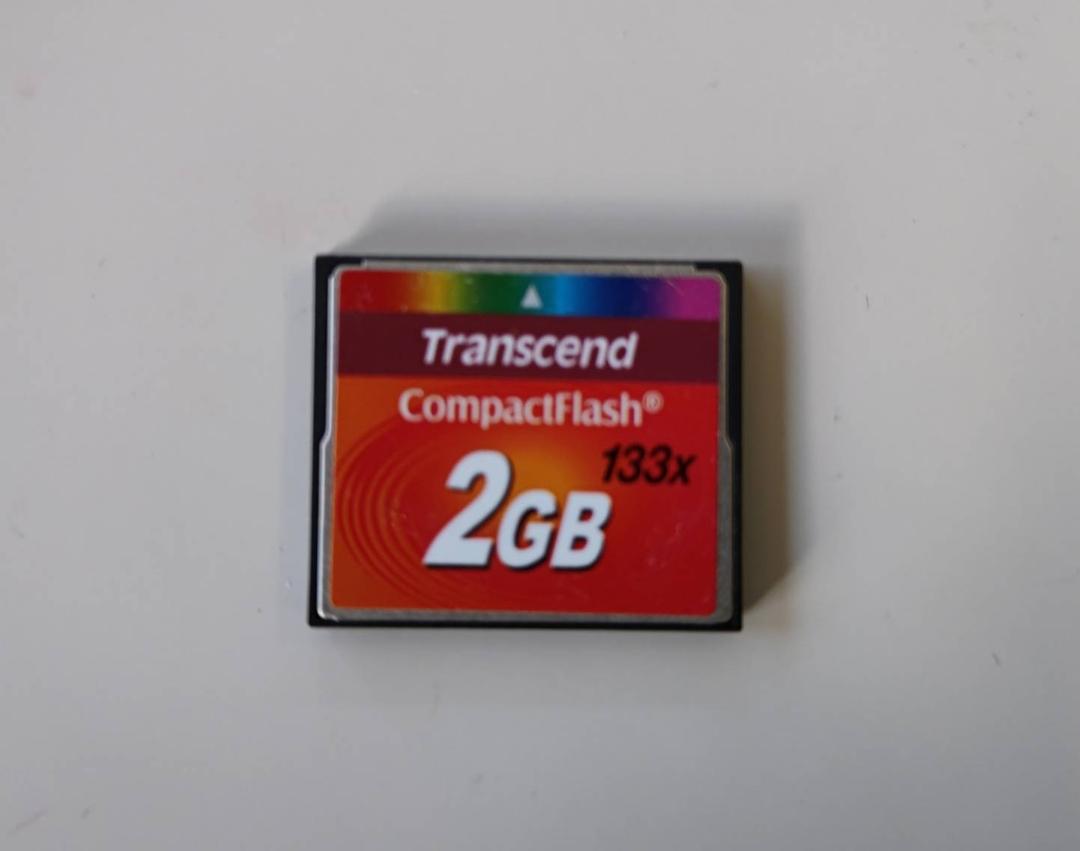 Transcend
CompactFlash®
133x
2GB